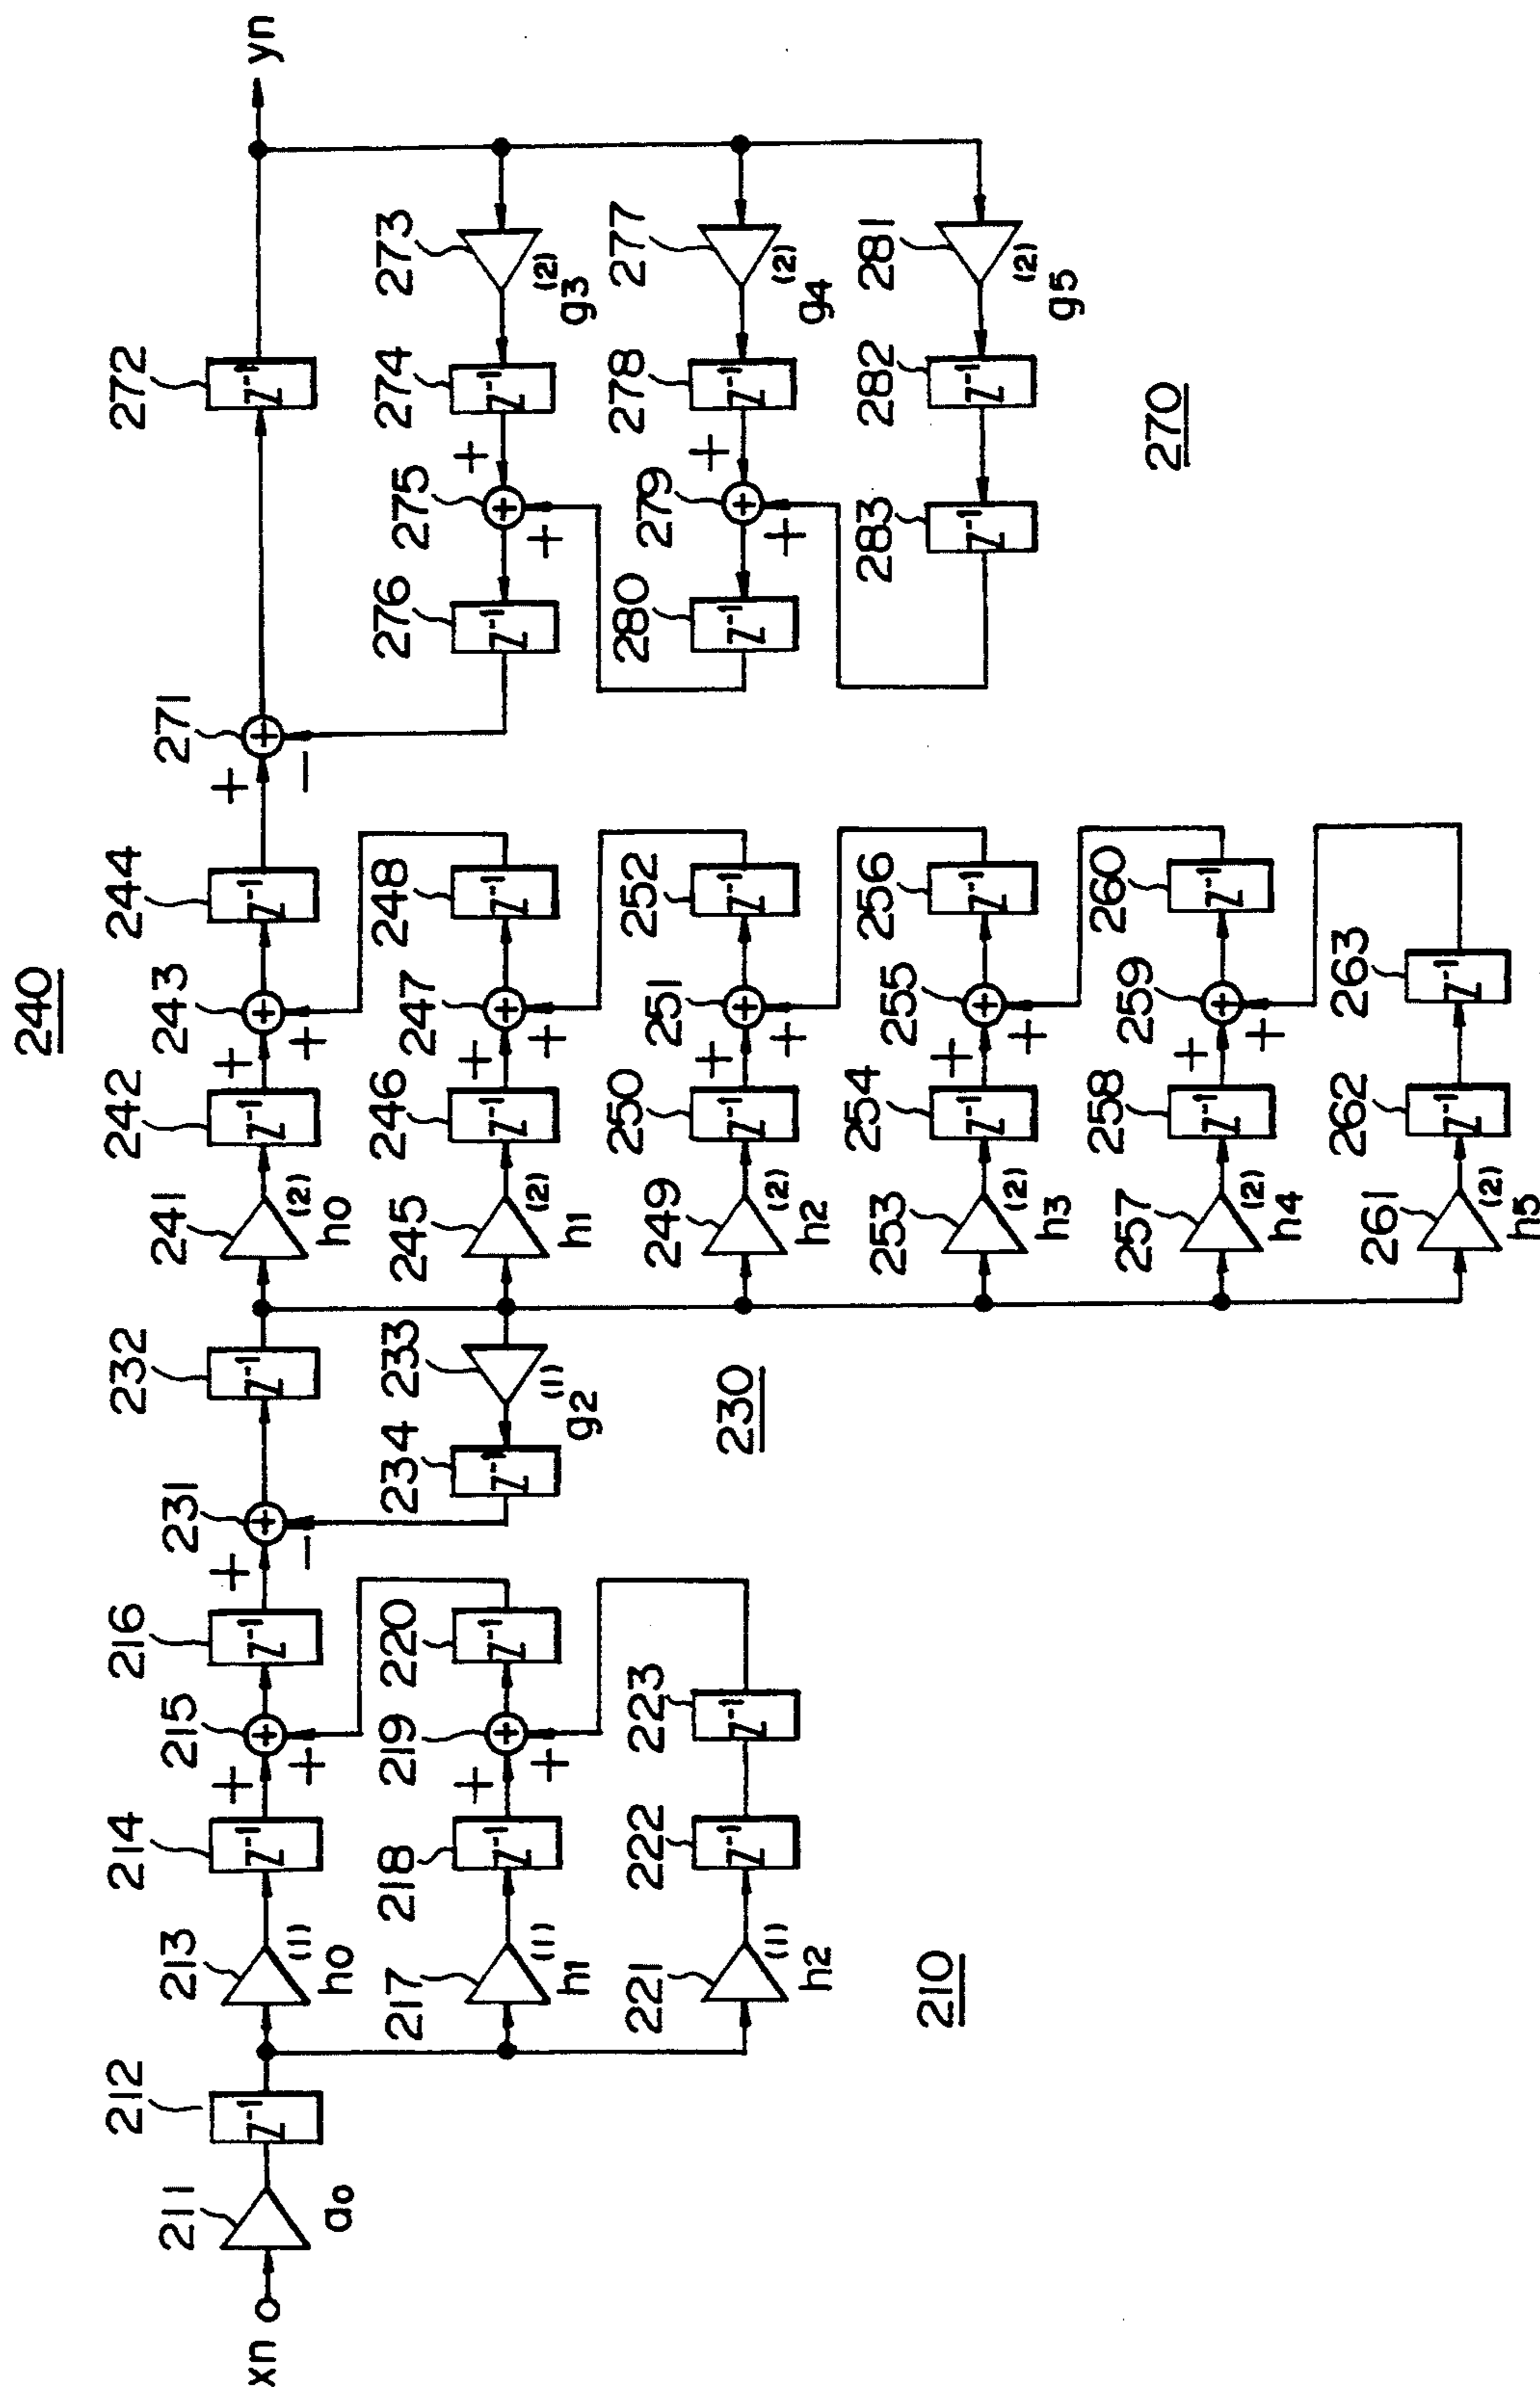 240
212 214 216 232 242 244 272
211 213 215 231 241 243 271
+ + + +
xn Z⁻¹ Z⁻¹ + Z⁻¹ + Z⁻¹ Z⁻¹ + Z⁻¹ + Z⁻¹ yn
a0 h0 (1) + − h0 (2) + −
217 218 219 220 234 233 245 246 247 248 276 275 274 273
+ + +
Z⁻¹ + Z⁻¹ Z⁻¹ Z⁻¹ + Z⁻¹ Z⁻¹ + Z⁻¹
h1 (1) + g2 (1) h1 (2) + + g3 (2)
221 222 223 249 250 251 252 280 279 278 277
+ +
Z⁻¹ Z⁻¹ Z⁻¹ + Z⁻¹ Z⁻¹ + Z⁻¹
h2 (1) h2 (2) + + g4 (2)
230
253 254 255 256 283 282 281
+
Z⁻¹ + Z⁻¹ Z⁻¹ Z⁻¹
210
h3 (2) + g5 (2)
257 258 259 260 270
+
Z⁻¹ + Z⁻¹
h4 (2) +
261 262 263
Z⁻¹ Z⁻¹
h5 (2)